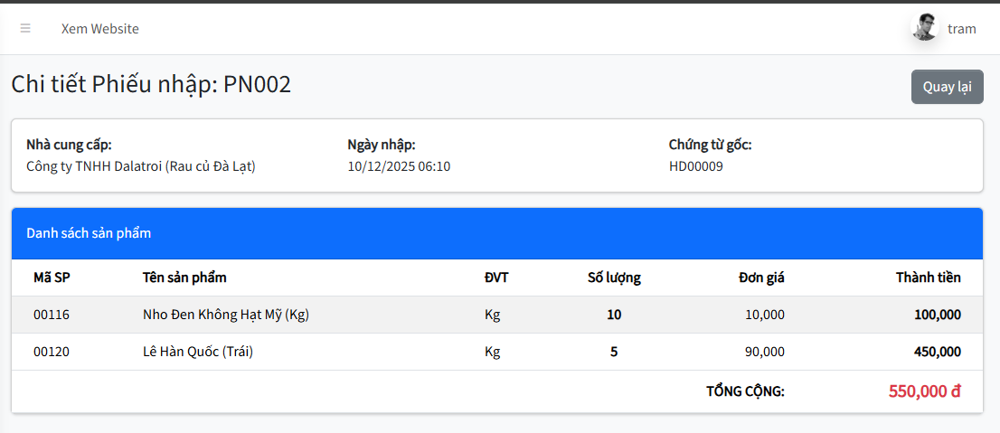 Xem Website
tram
Chi tiết Phiếu nhập: PN002
Quay lại
Nhà cung cấp:
Công ty TNHH Dalatroi (Rau củ Đà Lạt)
Ngày nhập:
10/12/2025 06:10
Chứng từ gốc:
HD00009
Danh sách sản phẩm
Mã SP Tên sản phẩm ĐVT Số lượng Đơn giá Thành tiền
00116 Nho Đen Không Hạt Mỹ (Kg) Kg 10 10,000 100,000
00120 Lê Hàn Quốc (Trái) Kg 5 90,000 450,000
TỔNG CỘNG: 550,000 đ